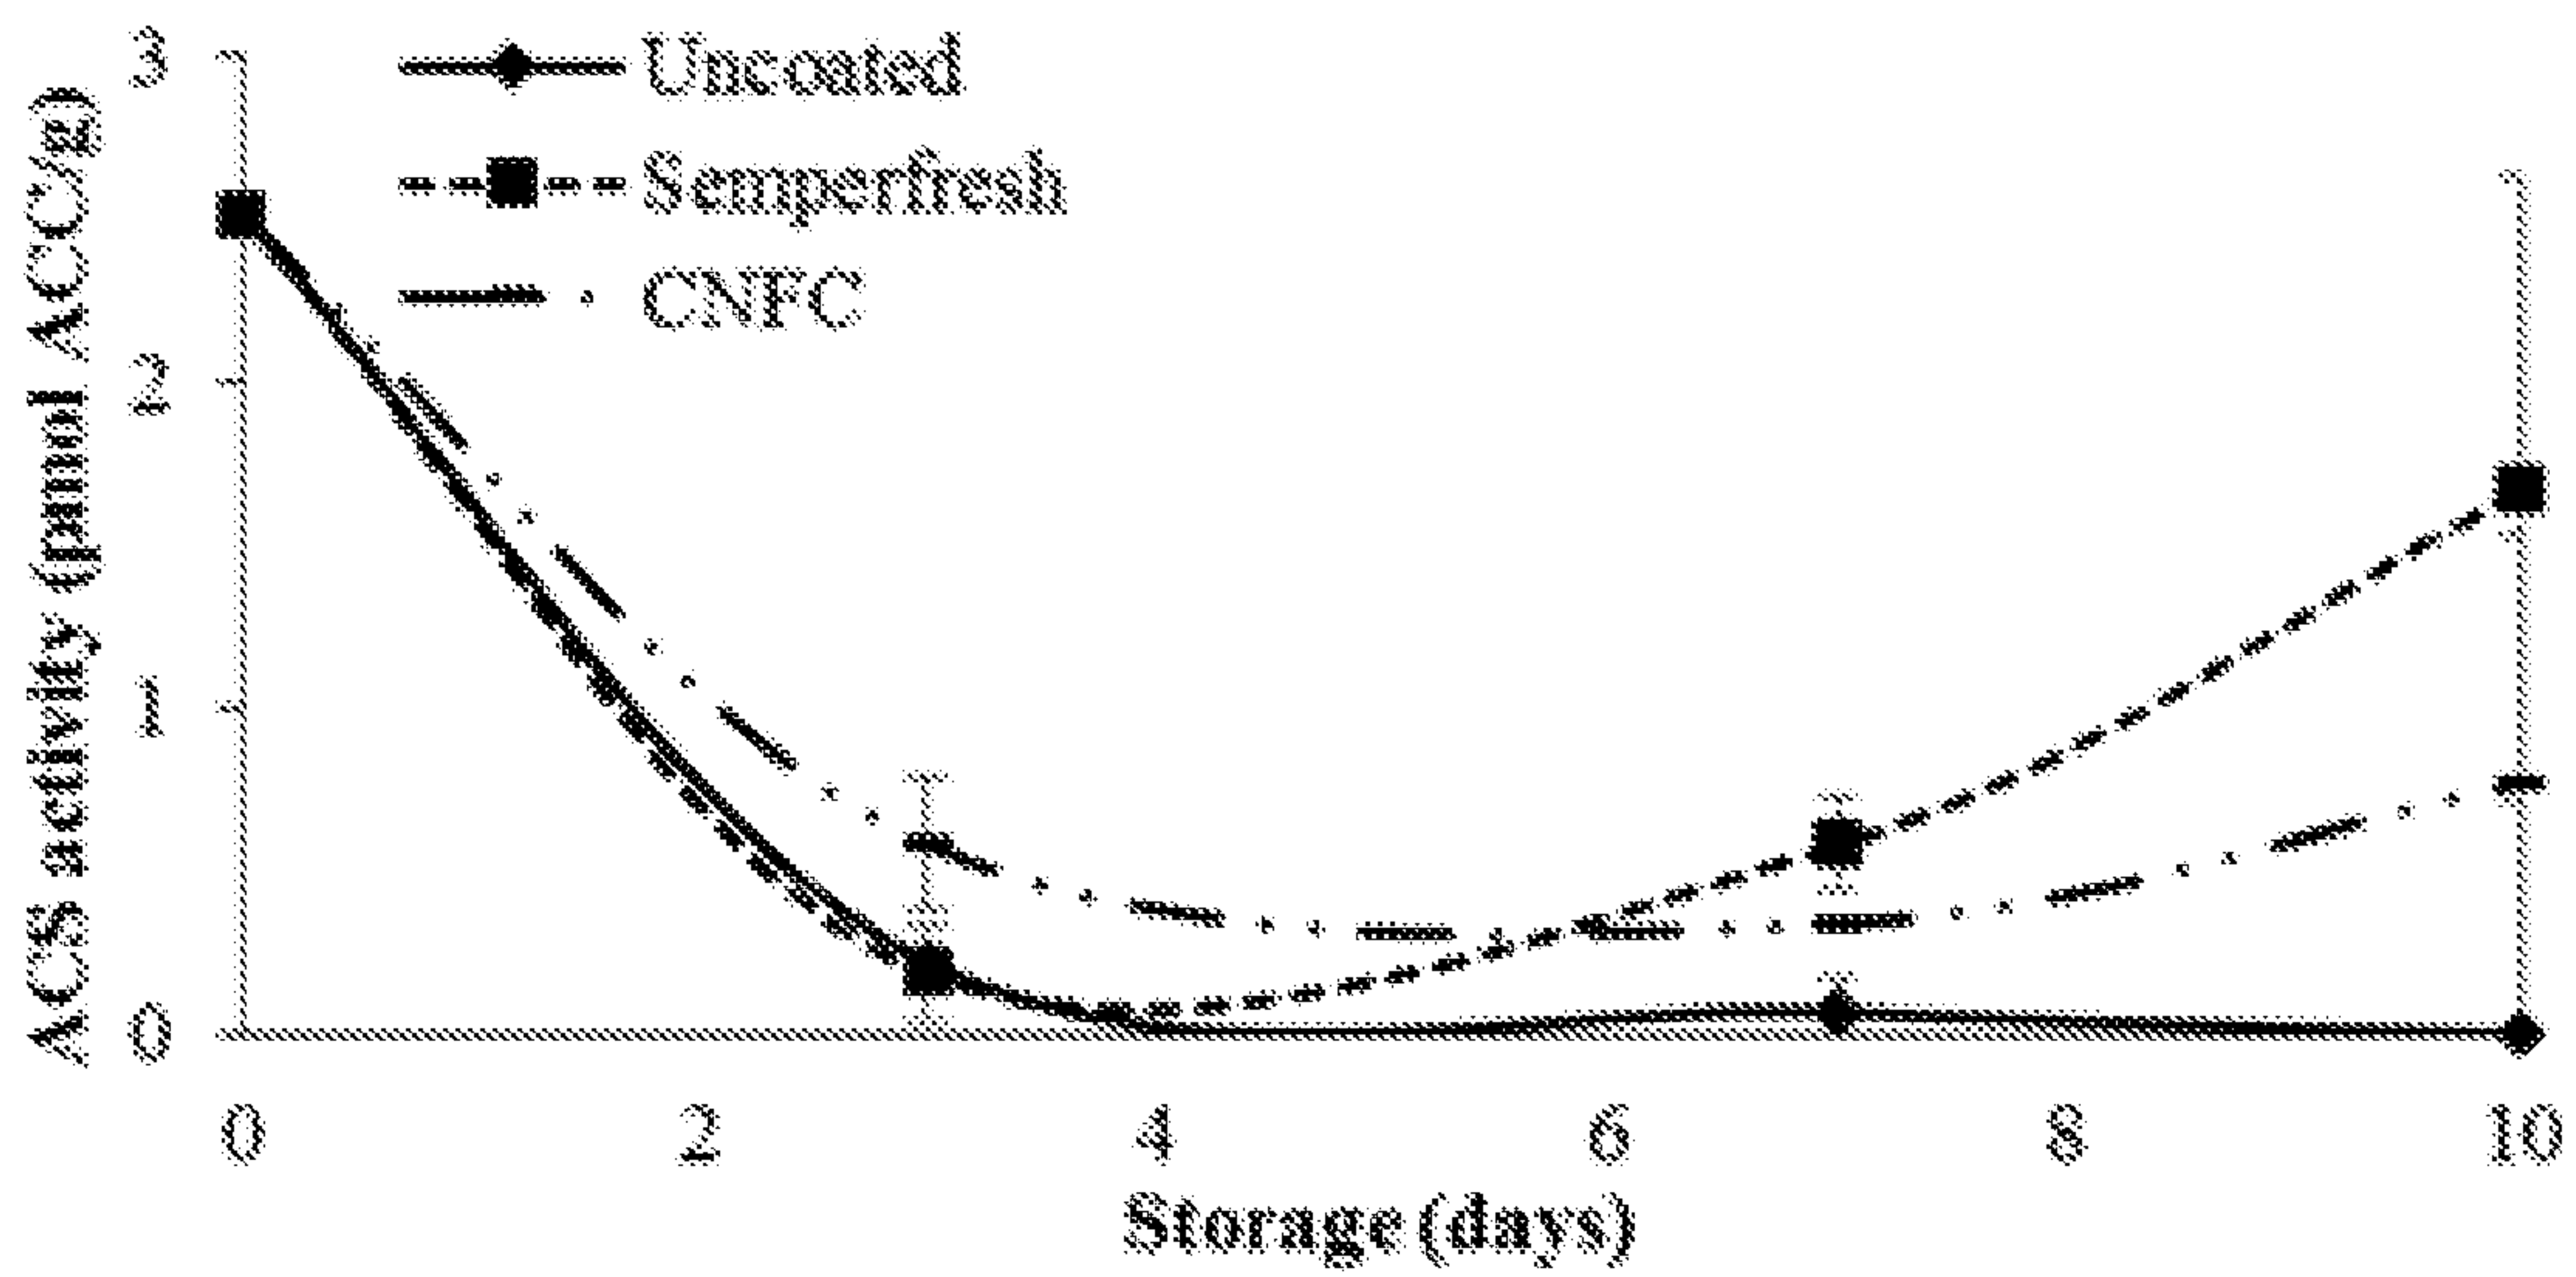 ACS activity (pmol ACC/g)
3
2
1
0
Uncoated
Semperfresh
CNFC
0 2 4 6 8 10
Storage (days)